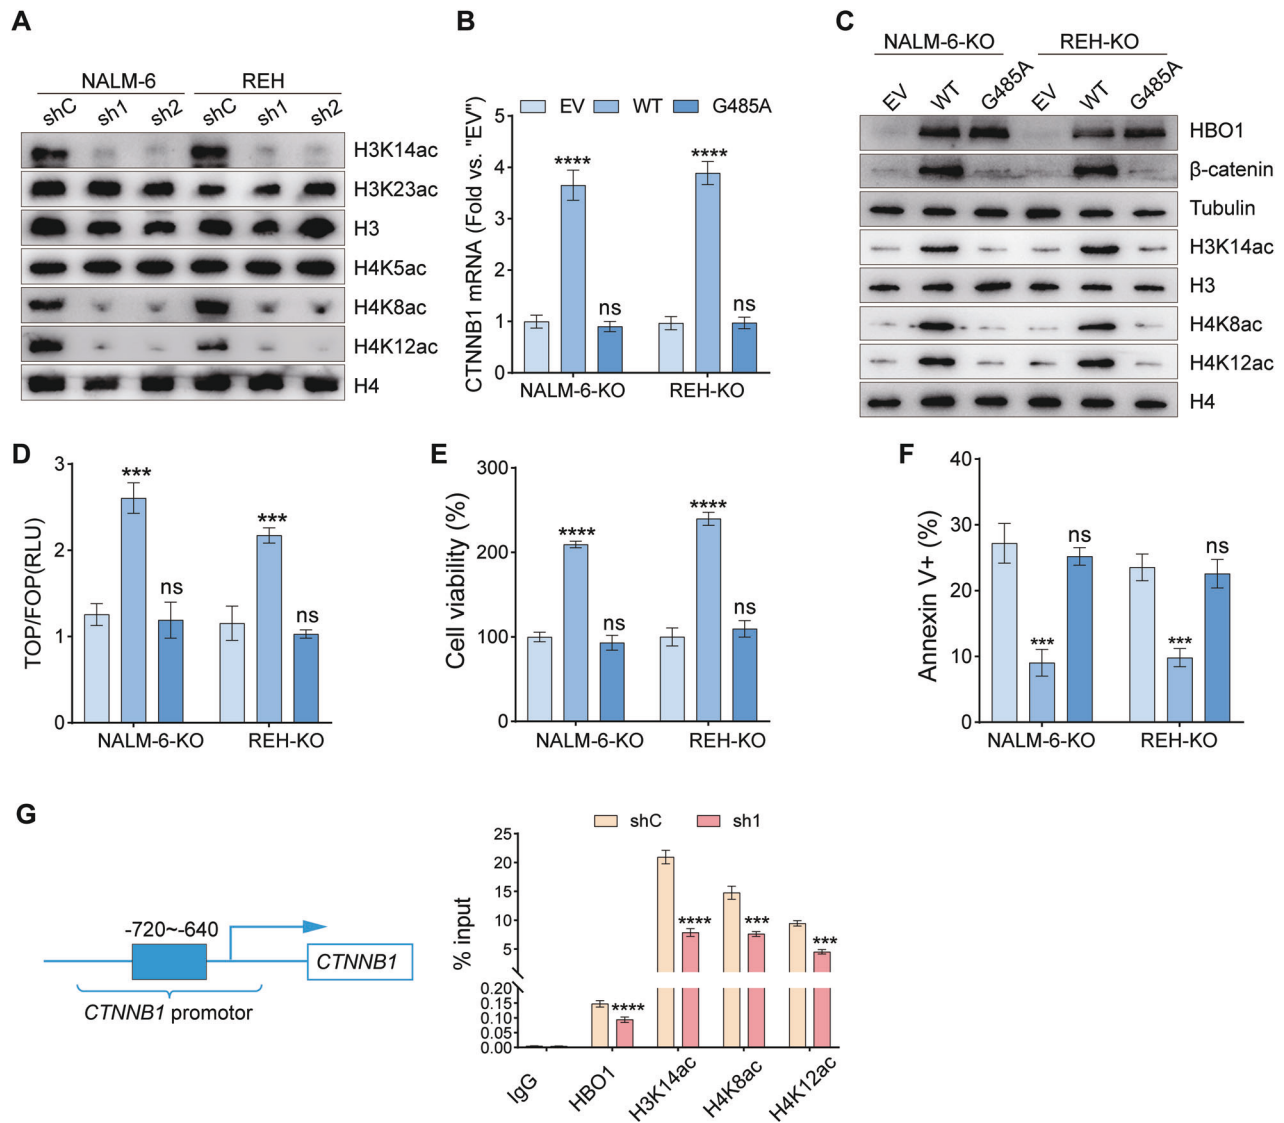 A
NALM-6 REH
shC sh1 sh2 shC sh1 sh2
H3K14ac
H3K23ac
H3
H4K5ac
H4K8ac
H4K12ac
H4
B
EV WT G485A
CTNNB1 mRNA (Fold vs. "EV")
5
4
3
2
1
0
**** ns **** ns
NALM-6-KO REH-KO
C
NALM-6-KO REH-KO
EV WT G485A EV WT G485A
HBO1
β-catenin
Tubulin
H3K14ac
H3
H4K8ac
H4K12ac
H4
D
TOP/FOP(RLU)
3
2
1
0
*** ns *** ns
NALM-6-KO REH-KO
E
Cell viability (%)
300
200
100
0
**** ns **** ns
NALM-6-KO REH-KO
F
Annexin V+ (%)
40
30
20
10
0
*** ns *** ns
NALM-6-KO REH-KO
G
-720~-640
CTNNB1
CTNNB1 promotor
shC sh1
% input
25
20
15
10
5
0.20
0.15
0.10
0.05
0.00
**** **** *** ***
IgG HBO1 H3K14ac H4K8ac H4K12ac